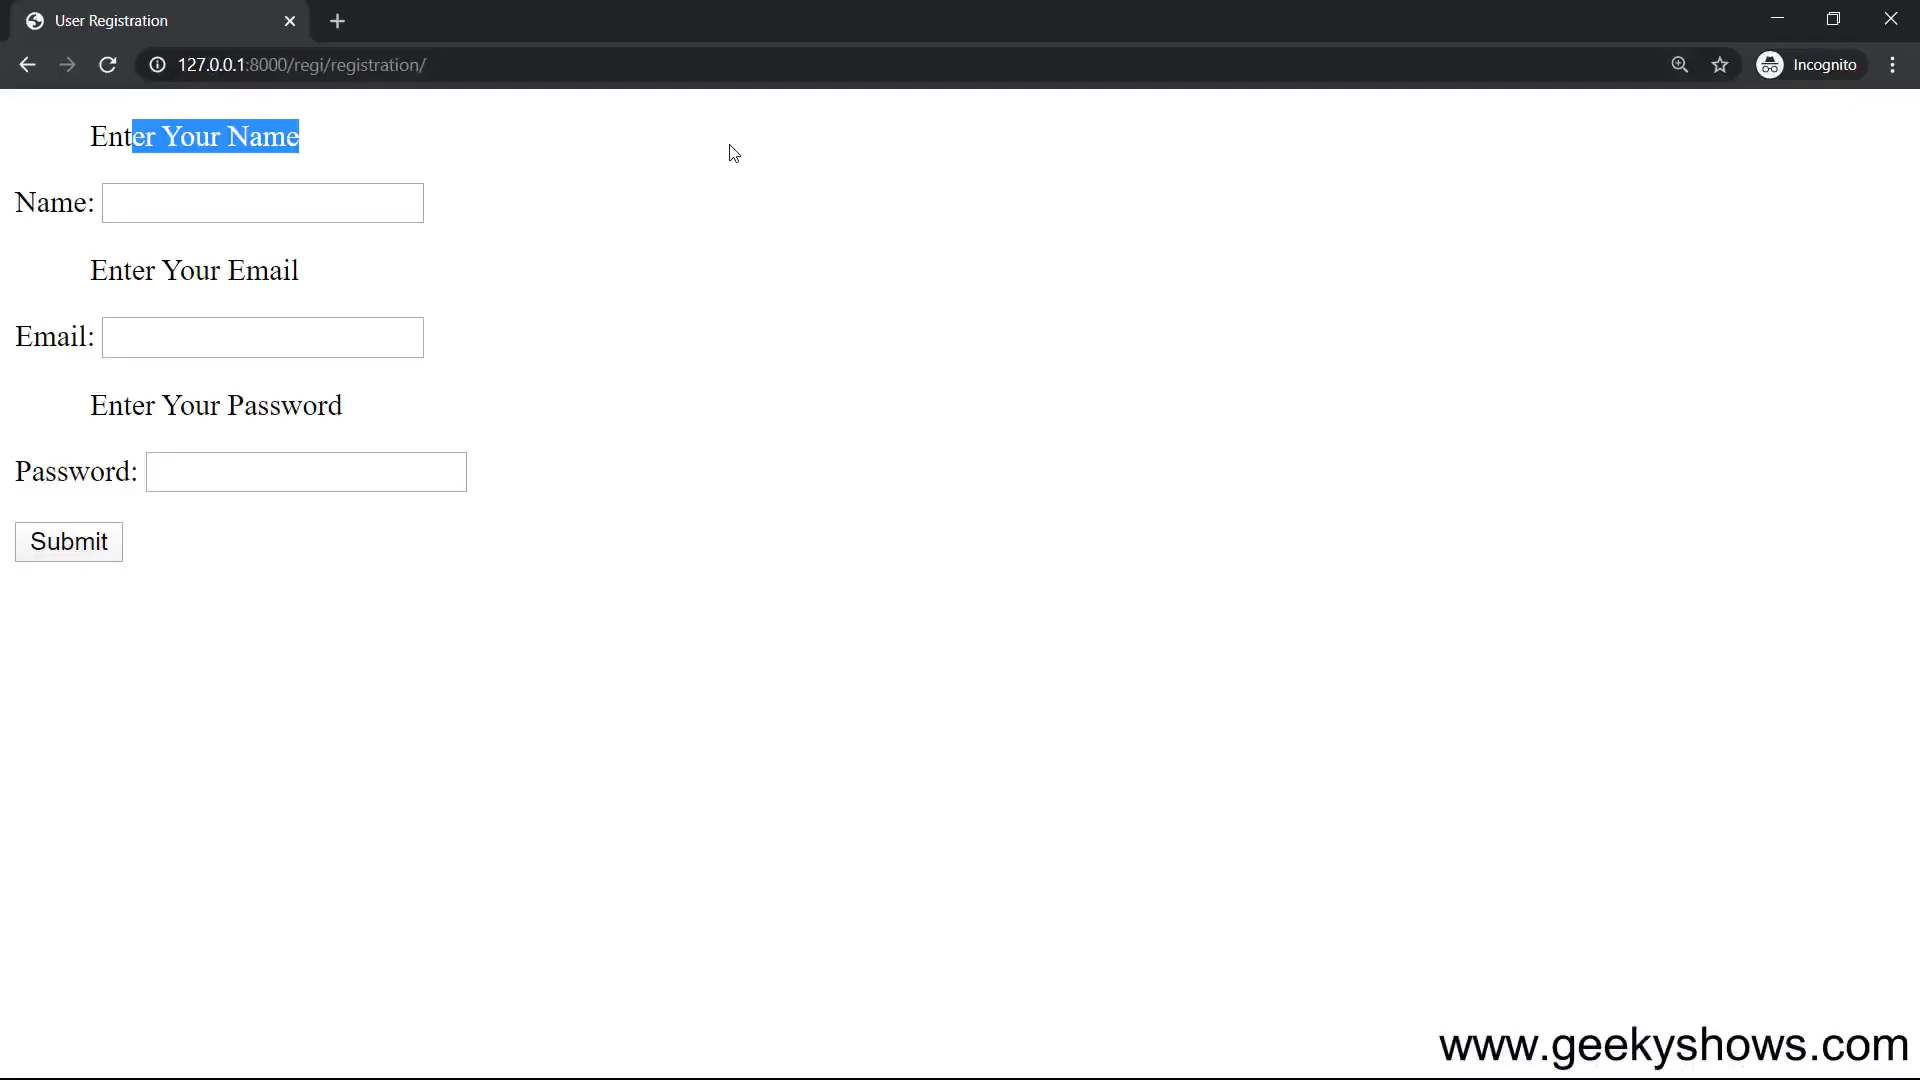 User Registration
127.0.0.1:8000/regi/registration/
Incognito
Enter Your Name
Name:
Enter Your Email
Email:
Enter Your Password
Password:
Submit
www.geekyshows.com